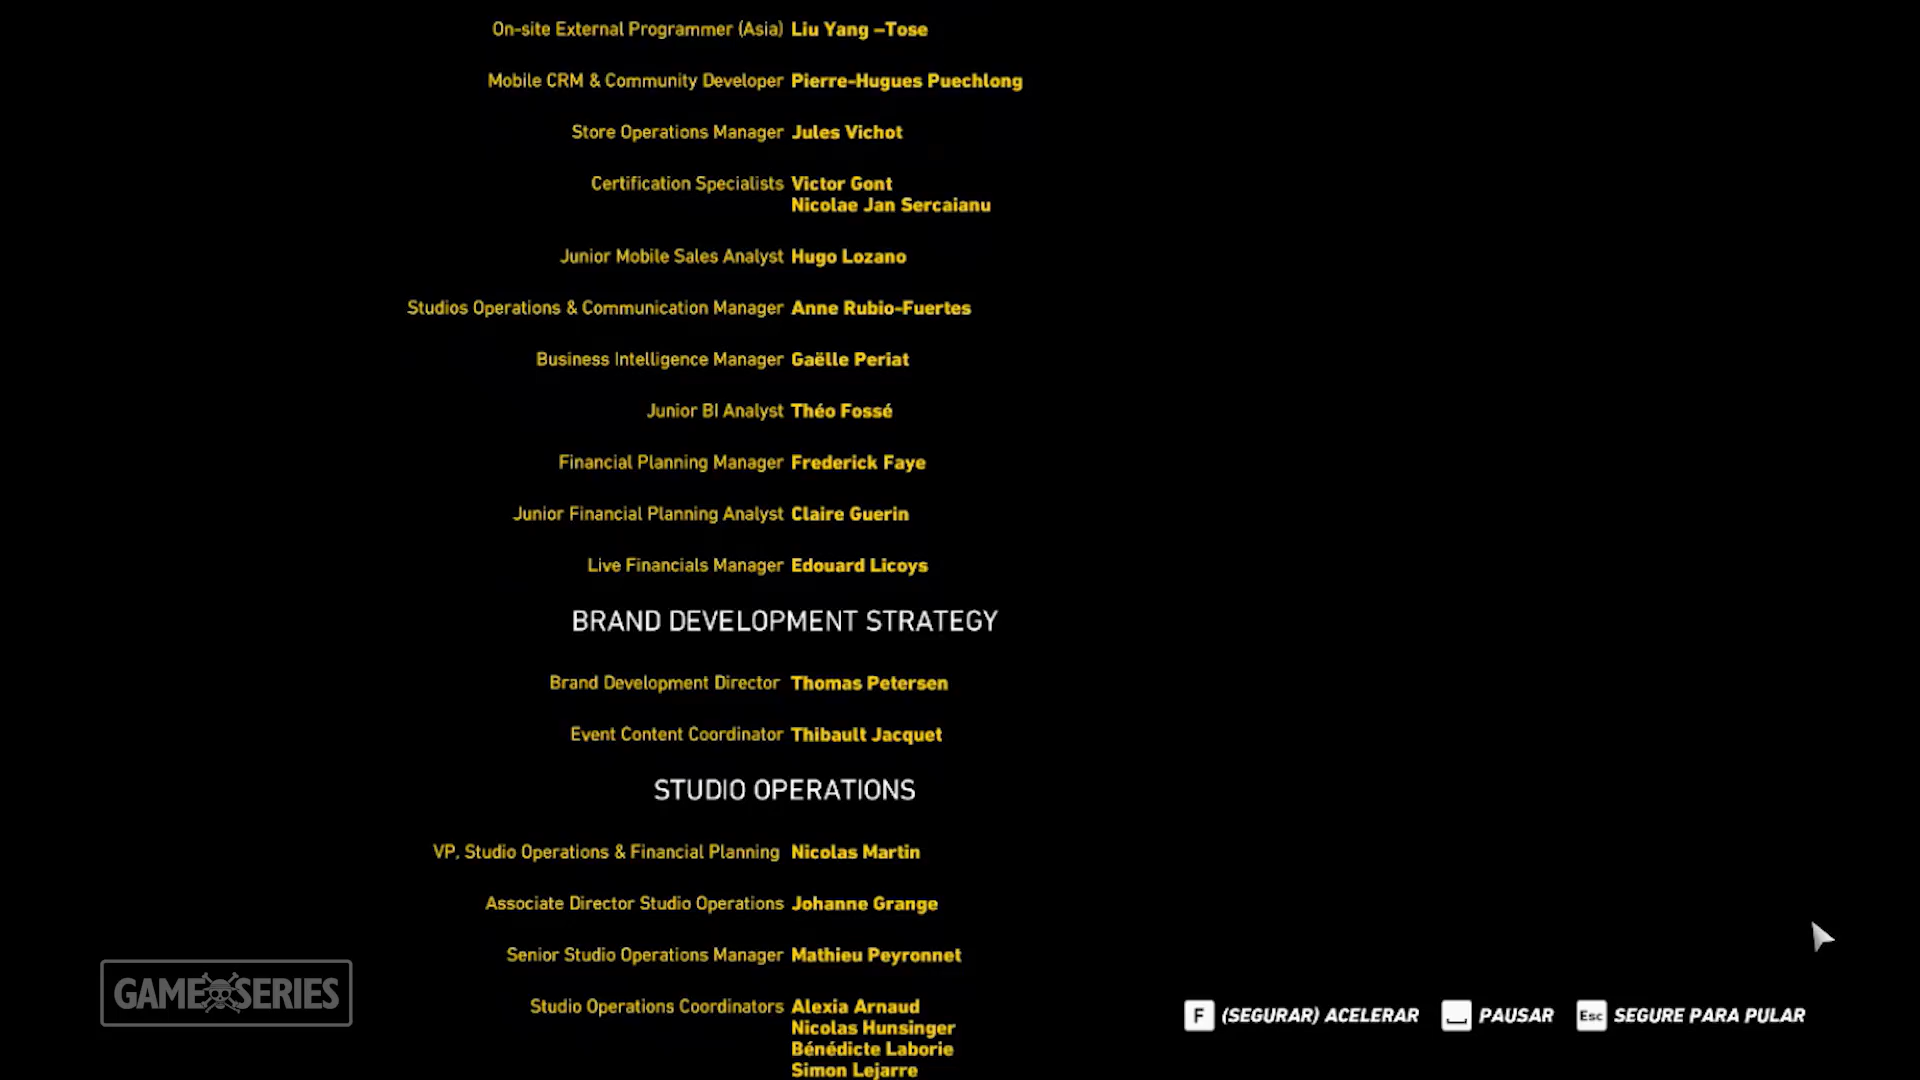 On-site External Programmer (Asia) Liu Yang –Tose
Mobile CRM & Community Developer Pierre-Hugues Puechlong
Store Operations Manager Jules Vichot
Certification Specialists Victor Gont
Nicolae Jan Sercaianu
Junior Mobile Sales Analyst Hugo Lozano
Studios Operations & Communication Manager Anne Rubio-Fuertes
Business Intelligence Manager Gaëlle Periat
Junior BI Analyst Théo Fossé
Financial Planning Manager Frederick Faye
Junior Financial Planning Analyst Claire Guerin
Live Financials Manager Edouard Licoys
BRAND DEVELOPMENT STRATEGY
Brand Development Director Thomas Petersen
Event Content Coordinator Thibault Jacquet
STUDIO OPERATIONS
VP, Studio Operations & Financial Planning Nicolas Martin
Associate Director Studio Operations Johanne Grange
Senior Studio Operations Manager Mathieu Peyronnet
Studio Operations Coordinators Alexia Arnaud
Nicolas Hunsinger
Bénédicte Laborie
Simon Lejarre
GAME SERIES
F (SEGURAR) ACELERAR PAUSAR Esc SEGURE PARA PULAR